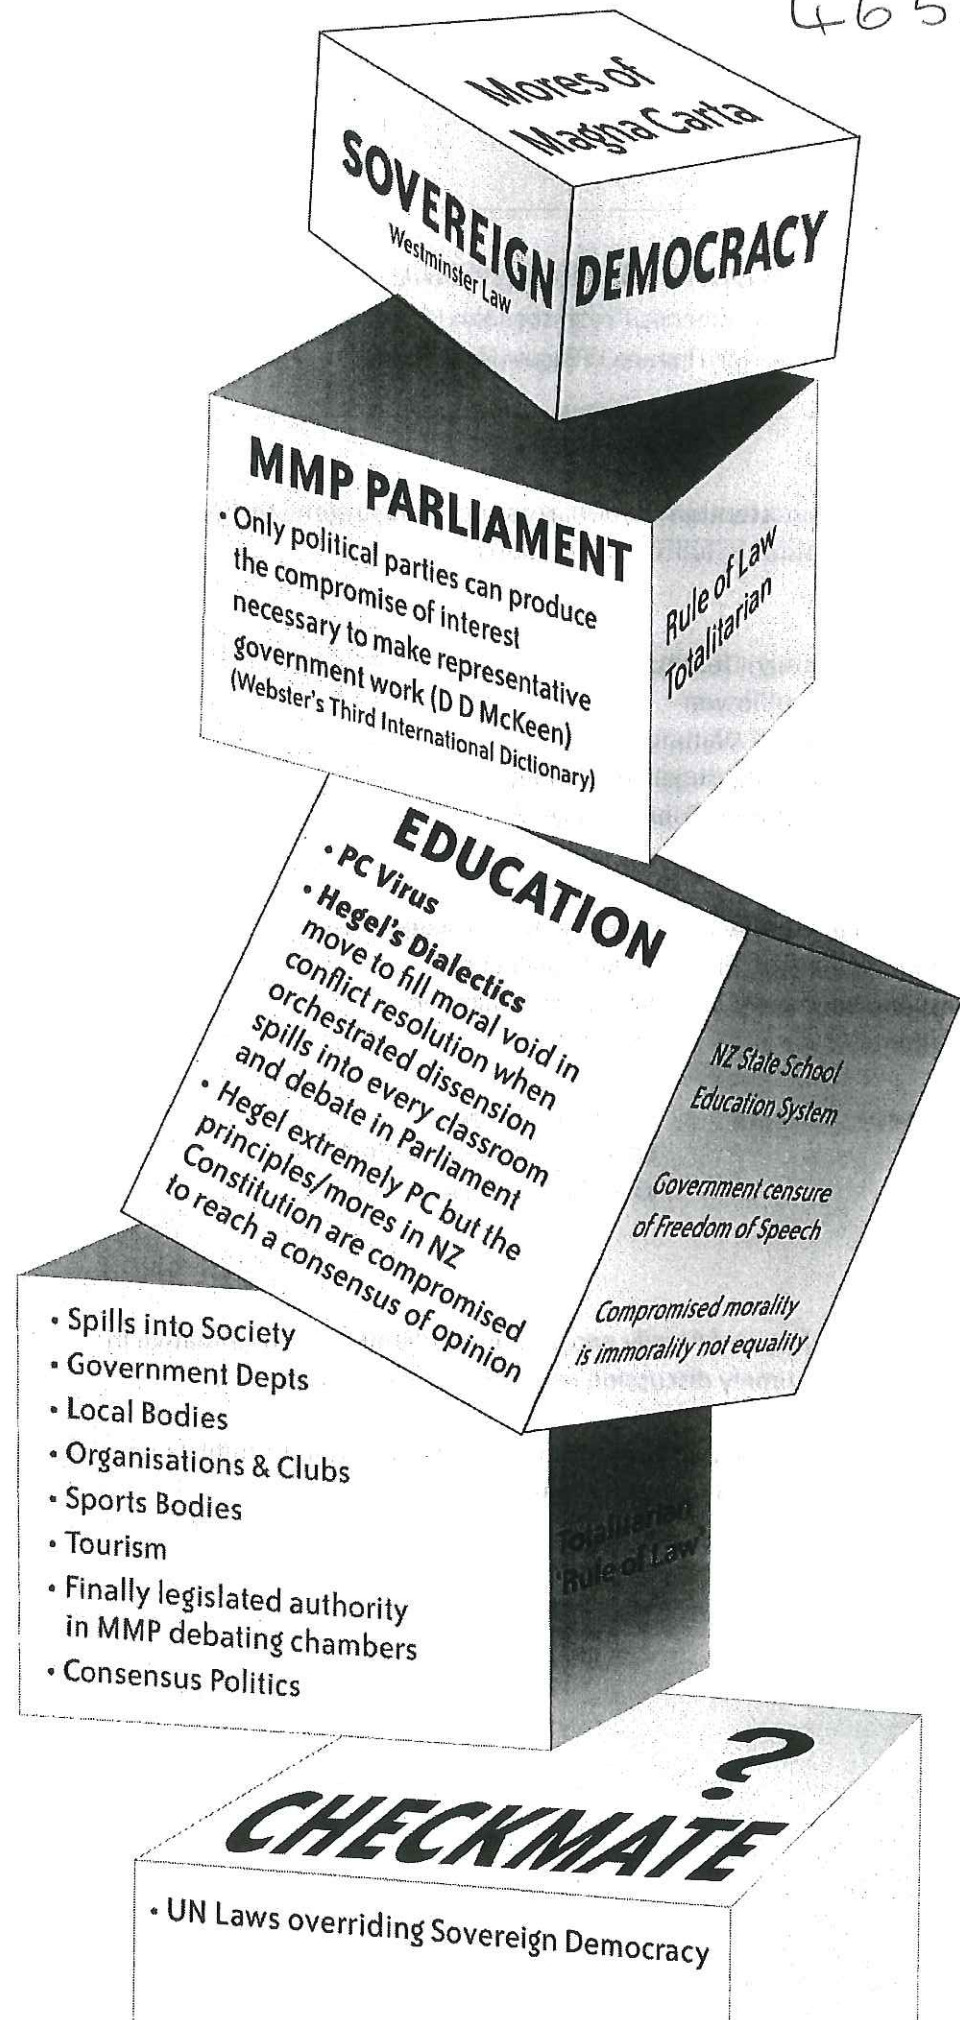 465
Mores of
Magna Carta
SOVEREIGN
Westminster Law
DEMOCRACY
MMP PARLIAMENT
• Only political parties can produce
the compromise of interest
necessary to make representative
government work (D D McKeen)
(Webster's Third International Dictionary)
Rule of Law
Totalitarian
EDUCATION
• PC Virus
• Hegel's Dialectics
move to fill moral void in
conflict resolution when
orchestrated dissension
spills into every classroom
and debate in Parliament
• Hegel extremely PC but the
principles/mores in NZ
Constitution are compromised
to reach a consensus of opinion
NZ State School
Education System
Government censure
of Freedom of Speech
Compromised morality
is immorality not equality
• Spills into Society
• Government Depts
• Local Bodies
• Organisations & Clubs
• Sports Bodies
• Tourism
• Finally legislated authority
in MMP debating chambers
• Consensus Politics
Totalitarian
'Rule of Law'
?
CHECKMATE
• UN Laws overriding Sovereign Democracy